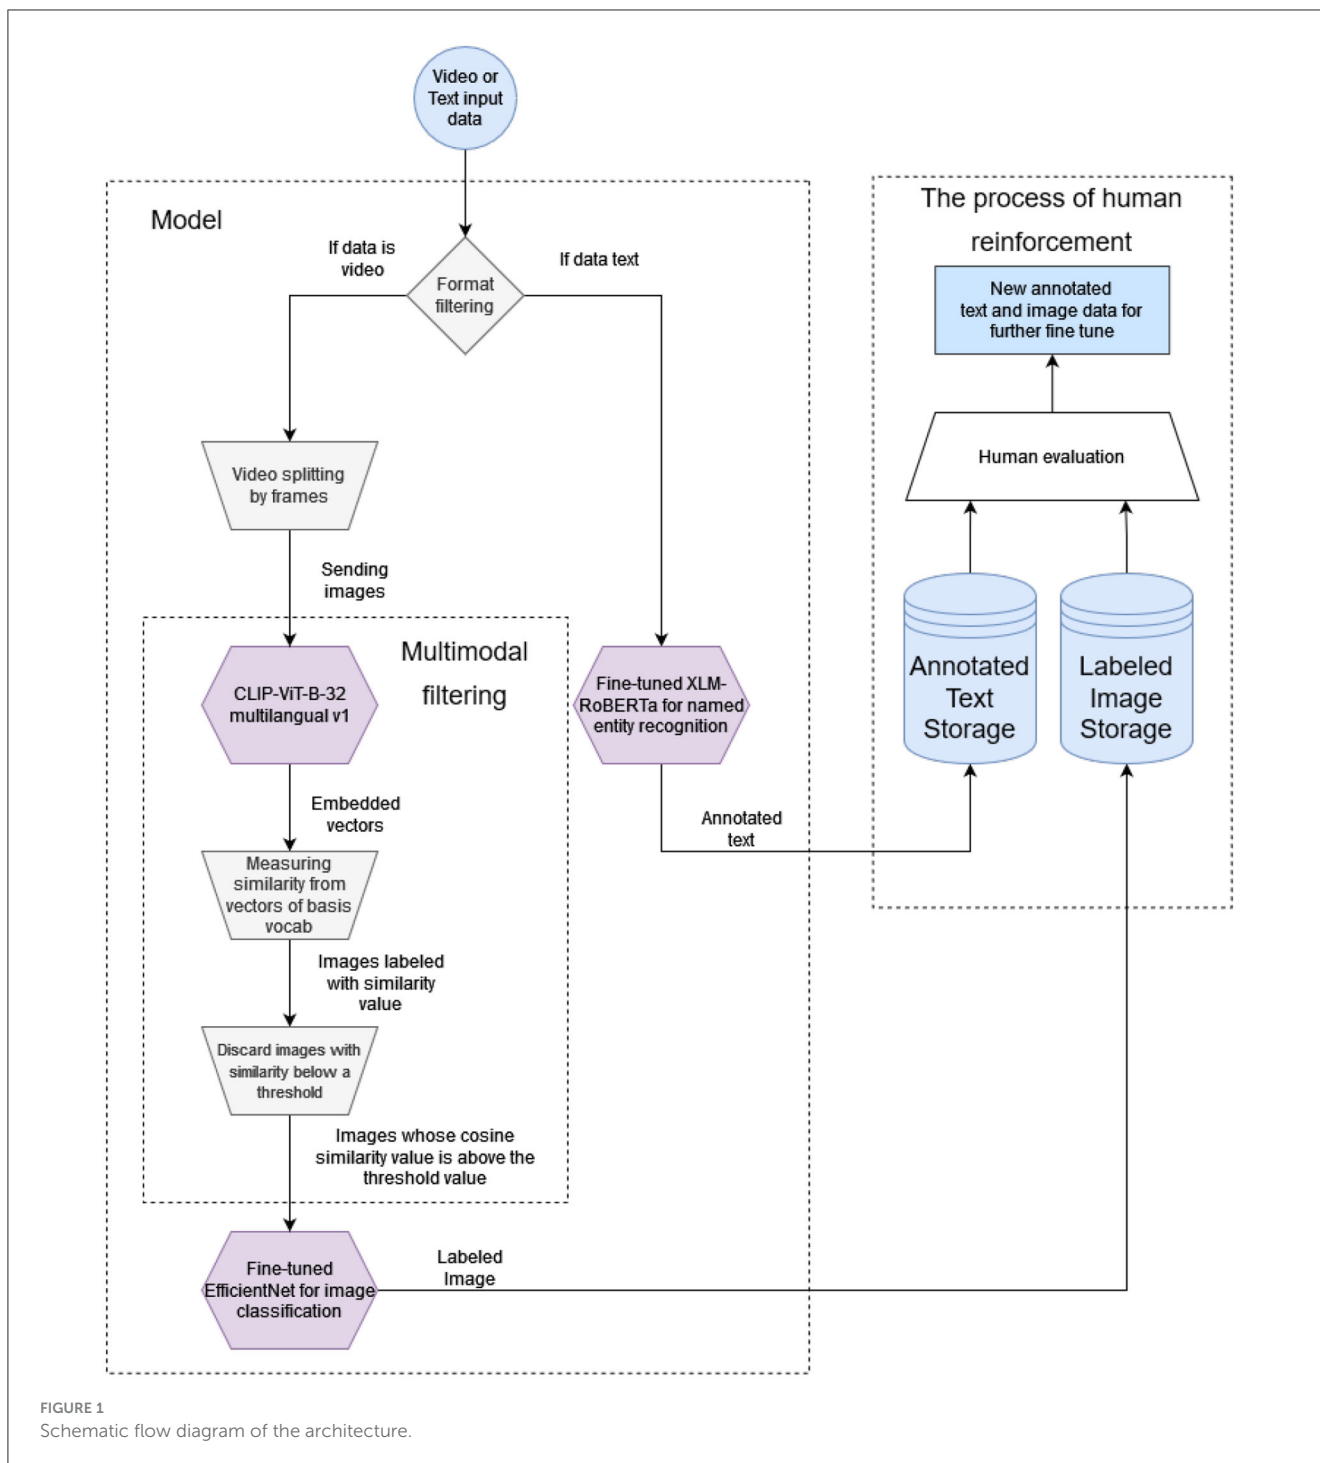 Video or
Text input
data
Model
If data is
video
If data text
Format
filtering
Video splitting
by frames
Sending
images
Multimodal
filtering
CLIP-ViT-B-32
multilangual v1
Fine-tuned XLM-
RoBERTa for named
entity recognition
Embedded
vectors
Annotated
text
Measuring
similarity from
vectors of basis
vocab
Images labeled
with similarity
value
Discard images with
similarity below a
threshold
Images whose cosine
similarity value is above the
threshold value
Fine-tuned
EfficientNet for image
classification
Labeled
Image
The process of human
reinforcement
New annotated
text and image data for
further fine tune
Human evaluation
Annotated
Text
Storage
Labeled
Image
Storage
FIGURE 1
Schematic flow diagram of the architecture.